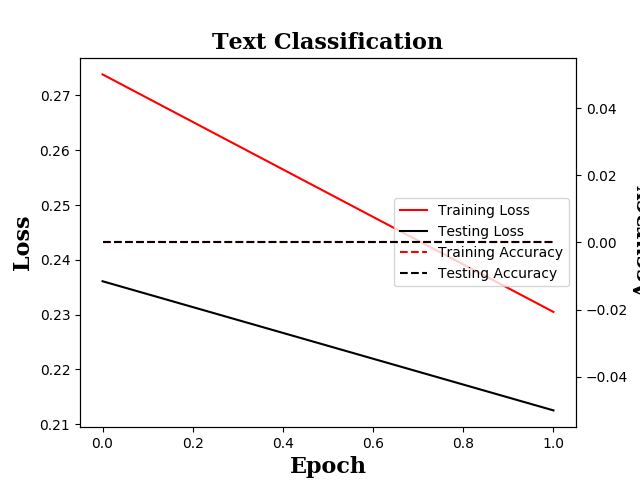 Text Classification
Loss
0.27
0.26
0.25
0.24
0.23
0.22
0.21
Training Loss
Testing Loss
Training Accuracy
Testing Accuracy
0.04
0.02
0.00
−0.02
−0.04
0.0 0.2 0.4 0.6 0.8 1.0
Epoch